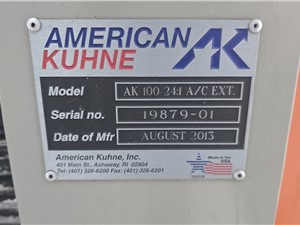 AMERICAN
KUHNE
AK
Model AK 100 24:1 A/C EXT.
Serial no. 19879-01
Date of Mfr AUGUST 2013
American Kuhne, Inc.
401 Main St., Ashaway, RI 02804
Tel: (401) 326-6200 Fax: (401) 326-6201
Made in the
USA